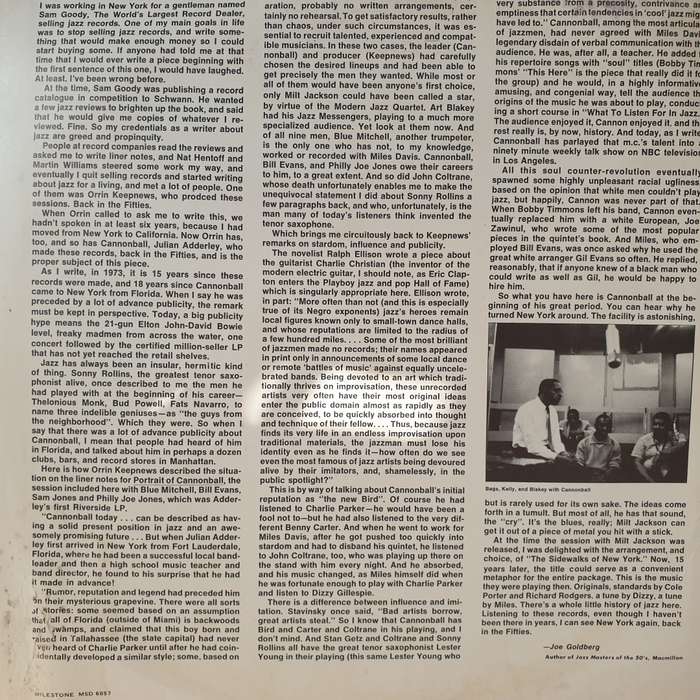 I was working in New York for a gentleman named
Sam Goody, The World's Largest Record Dealer,
selling jazz records. One of my main goals in life
was to stop selling jazz records, and write some-
thing that would make enough money so I could
start buying some. If anyone had told me at that
time that I would ever write a piece beginning with
the first sentence of this one, I would have laughed.
At least, I've been wrong before.
At the time, Sam Goody was publishing a record
catalogue in competition to Schwann. He wanted
a few jazz reviews to brighten up the book, and said
that he would give me copies of whatever I re-
viewed. Fine. So my credentials as a writer about
jazz are greed and propinquity.
People at record companies read the reviews and
asked me to write liner notes, and Nat Hentoff and
Martin Williams steered some work my way, and
eventually I quit selling records and started writing
about jazz for a living, and met a lot of people. One
of them was Orrin Keepnews, who prodced these
sessions. Back in the Fifties.
When Orrin called to ask me to write this, we
hadn't spoken in at least six years, because I had
moved from New York to California. Now Orrin has,
too, and so has Cannonball, Julian Adderley, who
made these records, back in the Fifties, and is the
proper subject of this piece.
As I write, in 1973, it is 15 years since these
records were made, and 18 years since Cannonball
came to New York from Florida. When I say he was
preceded by a lot of advance publicity, the remark
must be kept in perspective. Today, a big publicity
hype means the 21-gun Elton John-David Bowie
level, freaky madmen from across the water, one
concert followed by the certified million-seller LP
that has not yet reached the retail shelves.
Jazz has always been an insular, hermitic kind
of thing. Sonny Rollins, the greatest tenor saxo-
phonist alive, once described to me the men he
had played with at the beginning of his career—
Thelonious Monk, Bud Powell, Fats Navarro, to
name three indelible geniuses—as "the guys from
the neighborhood". Which they were. So when I
say that there was a lot of advance publicity about
Cannonball, I mean that people had heard of him
in Florida, and talked about him in perhaps a dozen
clubs, bars, and record stores in Manhattan.
Here is how Orrin Keepnews described the situa-
tion on the liner notes for Portrait of Cannonball, the
session included here with Blue Mitchell, Bill Evans,
Sam Jones and Philly Joe Jones, which was Adder-
ley's first Riverside LP.
"Cannonball today . . . can be described as hav-
ing a solid position in jazz and an awe-
somely promising future . . . But when Julian Adder-
ley first arrived in New York from Fort Lauderdale,
Florida, where he had been a successful local band-
leader and then a high school music teacher and
band director, he found to his surprise that he had
it made in advance!
"Rumor, reputation and legend had preceded him
on their mysterious grapevine. There were all sorts
of stories: some seemed based on an assumption
that all of Florida (outside of Miami) is backwoods
and swamps, and claimed that this boy born and
raised in Tallahassee (the state capital) had never
heard of Charlie Parker until after he had coin-
cidentally developed a similar style; some, based on
MILESTONE MSD 6057
aration, probably no written arrangements, cer-
tainly no rehearsal. To get satisfactory results, rather
than chaos, under such circumstances, it was es-
sential to recruit talented, experienced and compat-
ible musicians. In these two cases, the leader (Can-
nonball) and producer (Keepnews) had carefully
chosen the desired lineups and had been able to
get precisely the men they wanted. While most or
all of them would have been anyone's first choice,
only Milt Jackson could have been called a star,
by virtue of the Modern Jazz Quartet. Art Blakey
had his Jazz Messengers, playing to a much more
specialized audience. Yet look at them now. And
of all nine men, Blue Mitchell, another trumpeter,
is the only one who has not, to my knowledge,
worked or recorded with Miles Davis. Cannonball,
Bill Evans, and Philly Joe Jones owe their careers
to him, to a great extent. And so did John Coltrane,
whose death unfortunately enables me to make the
unequivocal statement I did about Sonny Rollins a
few paragraphs back, and who, unfortunately, is the
man many of today's listeners think invented the
tenor saxophone.
Which brings me circuitously back to Keepnews'
remarks on stardom, influence and publicity.
The novelist Ralph Ellison wrote a piece about
the guitarist Charlie Christian (the inventor of the
modern electric guitar, I should note, as Eric Clap-
ton enters the Playboy jazz and pop Hall of Fame)
which is singularly appropriate here. Ellison wrote,
in part: "More often than not (and this is especially
true of its Negro exponents) jazz's heroes remain
local figures known only to small-town dance halls,
and whose reputations are limited to the radius of
a few hundred miles. . . . Some of the most brilliant
of jazzmen made no records; their names appeared
in print only in announcements of some local dance
or remote 'battles of music' against equally uncele-
brated bands. Being devoted to an art which tradi-
tionally thrives on improvisation, these unrecorded
artists very often have their most original ideas
enter the public domain almost as rapidly as they
are conceived, to be quickly absorbed into thought
and technique of their fellow. . . . Thus, because jazz
finds its very life in an endless improvisation upon
traditional materials, the jazzman must lose his
identity even as he finds it—how often do we see
even the most famous of jazz artists being devoured
alive by their imitators, and, shamelessly, in the
public spotlight?"
This is by way of talking about Cannonball's initial
reputation as "the new Bird". Of course he had
listened to Charlie Parker—he would have been a
fool not to—but he had also listened to the very dif-
ferent Benny Carter. And when he went to work for
Miles Davis, after he got pushed too quickly into
stardom and had to disband his quintet, he listened
to John Coltrane, too, who was playing up there on
the stand with him every night. And he absorbed,
and his music changed, as Miles himself did when
he was fortunate enough to play with Charlie Parker
and listen to Dizzy Gillespie.
There is a difference between influence and imi-
tation. Stavinsky once said, "Bad artists borrow,
great artists steal." So I know that Cannonball has
Bird and Carter and Coltrane in his playing, and I
don't mind. And Stan Getz and Coltrane and Sonny
Rollins all have the great tenor saxophonist Lester
Young in their playing (this same Lester Young who
very substance from a precosity, contrivance a
emptiness that certain tendencies in 'cool' jazz
have led to." Cannonball, among the most articula
of jazzmen, had never agreed with Miles Davi
legendary disdain of verbal communication with t
audience. He was, after all, a teacher. He added
his repertoire songs with "soul" titles (Bobby Tim
mons' "This Here" is the piece that really did it f
the group) and he would, in a highly informativ
amusing, and congenial way, tell the audience th
origins of the music he was about to play, conduc
ing a short course in "What To Listen For In Jazz.
The audience enjoyed it, Cannon enjoyed it, and th
rest really is, by now, history. And today, as I write
Cannonball has parlayed that m.c.'s talent into
ninety minute weekly talk show on NBC televisio
in Los Angeles.
All this soul counter-revolution eventually
spawned some highly unpleasant racial ugliness
based on the opinion that white men couldn't play
jazz, but happily, Cannon was never part of that.
When Bobby Timmons left his band, Cannon even-
tually replaced him with a white European, Joe
Zawinul, who wrote some of the most popular
pieces in the quintet's book. And Miles, who em-
ployed Bill Evans, was once asked why he used the
great white arranger Gil Evans so often. He replied,
reasonably, that if anyone knew of a black man who
could write as well as Gil, he would be happy to
hire him.
So what you have here is Cannonball at the be-
ginning of his great period. You can hear why he
turned New York around. The facility is astonishing,
Bags, Kelly, and Blakey with Cannonball
but is rarely used for its own sake. The ideas come
forth in a tumult. But most of all, he has that sound,
the "cry". It's the blues, really; Milt Jackson can
get it out of a piece of metal you hit with a stick.
At the time the session with Milt Jackson was
released, I was delighted with the arrangement, and
choice, of "The Sidewalks of New York." Now, 15
years later, the title could serve as a convenient
metaphor for the entire package. This is the music
they were playing then. Originals, standards by Cole
Porter and Richard Rodgers, a tune by Dizzy, a tune
by Miles. There's a whole little history of jazz here.
Listening to these records, even though I haven't
been there in years, I can see New York again, back
in the Fifties.
—Joe Goldberg
Author of Jazz Masters of the 50's, Macmillan